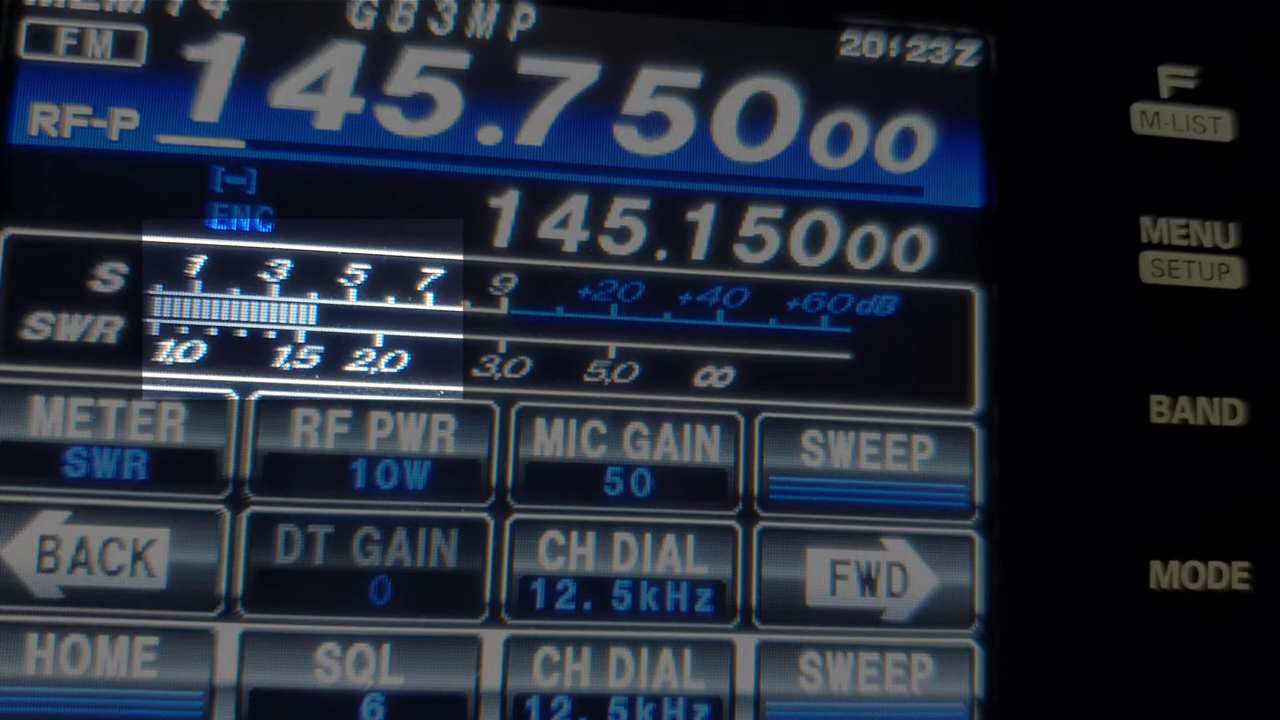 GB3MP
FM
145.75000
20:23Z
F
M-LIST
RF-P
[-]
ENC
145.15000
MENU
SETUP
S 1 3 5 7 9 +20 +40 +60dB
SWR
1.0 1.5 2.0 3.0 5.0 ∞
METER RF PWR MIC GAIN SWEEP
SWR 10W 50
BAND
BACK DT GAIN CH DIAL FWD
0 12.5kHz
MODE
HOME SQL CH DIAL SWEEP
6 12.5kHz